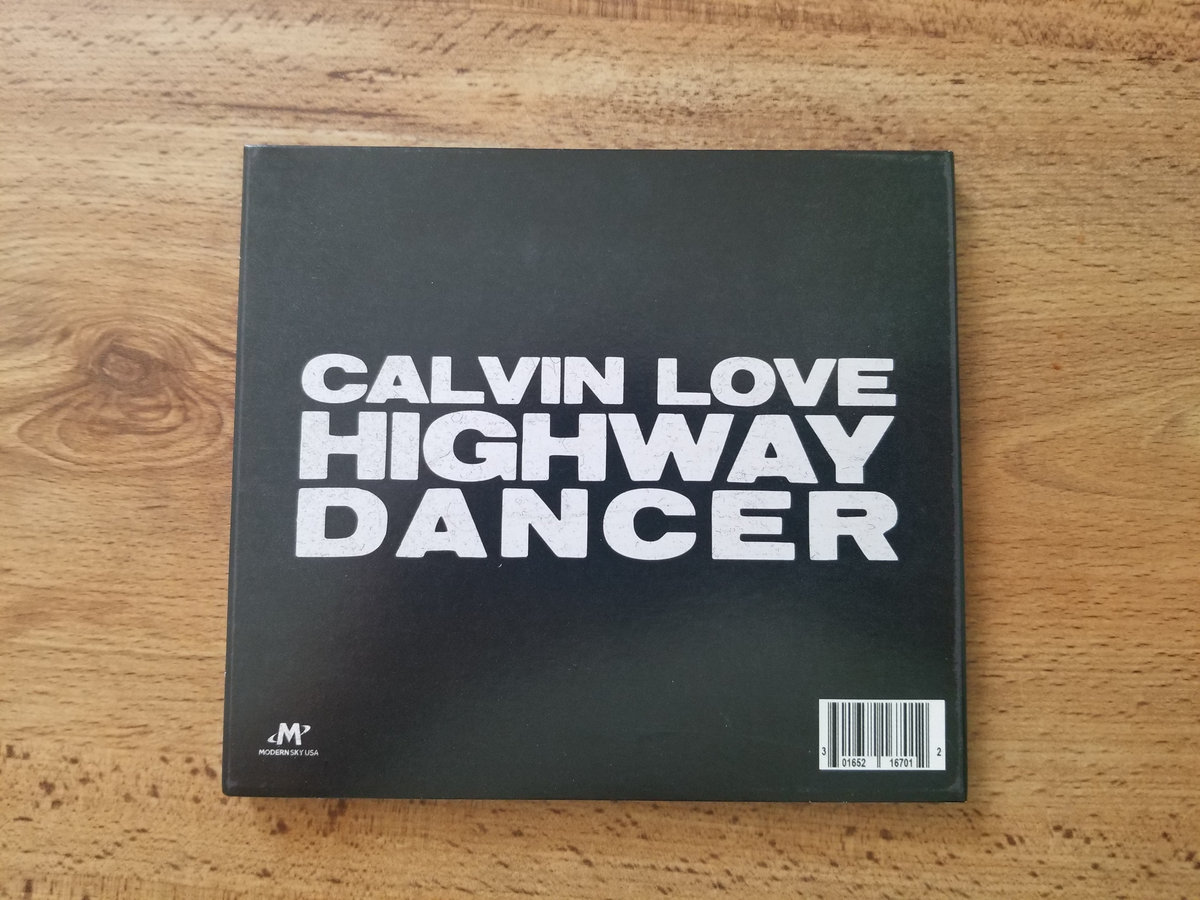 CALVIN LOVE
HIGHWAY
DANCER
M
MODERN SKY USA
3 01652 16701 2